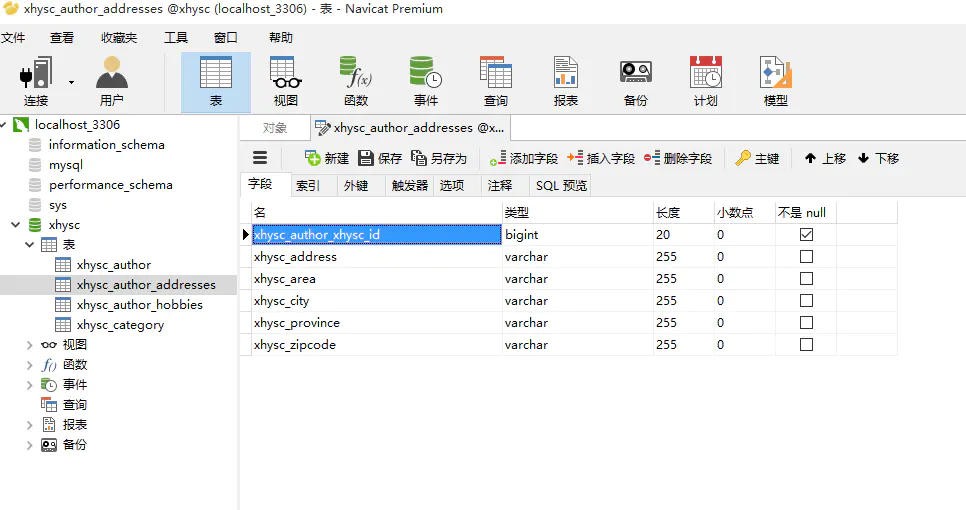 xhysc_author_addresses @xhysc (localhost_3306) - 表 - Navicat Premium
文件 查看 收藏夹 工具 窗口 帮助
连接 用户 表 视图 函数 事件 查询 报表 备份 计划 模型
localhost_3306
information_schema
mysql
performance_schema
sys
xhysc
表
xhysc_author
xhysc_author_addresses
xhysc_author_hobbies
xhysc_category
视图
函数
事件
查询
报表
备份
对象 xhysc_author_addresses @x...
新建 保存 另存为 添加字段 插入字段 删除字段 主键 上移 下移
字段 索引 外键 触发器 选项 注释 SQL 预览
名 类型 长度 小数点 不是 null
xhysc_author_xhysc_id bigint 20 0
xhysc_address varchar 255 0
xhysc_area varchar 255 0
xhysc_city varchar 255 0
xhysc_province varchar 255 0
xhysc_zipcode varchar 255 0